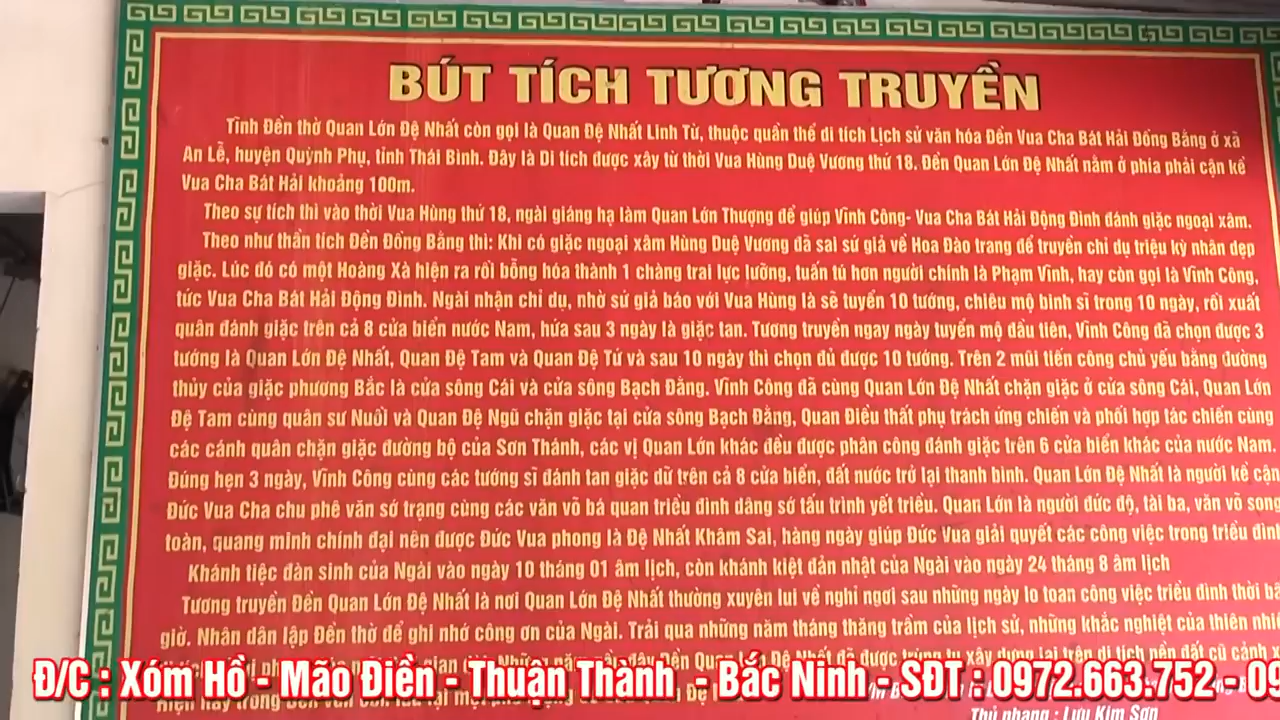 BÚT TÍCH TƯƠNG TRUYỀN
Tĩnh Đền thờ Quan Lớn Đệ Nhất còn gọi là Quan Đệ Nhất Linh Từ, thuộc quần thể di tích Lịch sử văn hóa Đền Vua Cha Bát Hải Đồng Bằng ở xã
An Lễ, huyện Quỳnh Phụ, tỉnh Thái Bình. Đây là Di tích được xây từ thời Vua Hùng Duệ Vương thứ 18. Đền Quan Lớn Đệ Nhất nằm ở phía phải cận kề
Vua Cha Bát Hải khoảng 100m.
Theo sự tích thì vào thời Vua Hùng thứ 18, ngài giáng hạ làm Quan Lớn Thượng để giúp Vĩnh Công- Vua Cha Bát Hải Động Đình đánh giặc ngoại xâm.
Theo như thần tích Đền Đồng Bằng thì: Khi có giặc ngoại xâm Hùng Duệ Vương đã sai sứ giả về Hoa Đào trang để truyền chỉ dụ triệu kỳ nhân dẹp
giặc. Lúc đó có một Hoàng Xà hiện ra rồi bỗng hóa thành 1 chàng trai lực lưỡng, tuấn tú hơn người chính là Phạm Vĩnh, hay còn gọi là Vĩnh Công,
tức Vua Cha Bát Hải Động Đình. Ngài nhận chỉ dụ, nhờ sứ giả báo với Vua Hùng là sẽ tuyển 10 tướng, chiêu mộ binh sĩ trong 10 ngày, rồi xuất
quân đánh giặc trên cả 8 cửa biển nước Nam, hứa sau 3 ngày là giặc tan. Tương truyền ngay ngày tuyển mộ đầu tiên, Vĩnh Công đã chọn được 3
tướng là Quan Lớn Đệ Nhất, Quan Đệ Tam và Quan Đệ Tứ và sau 10 ngày thì chọn đủ được 10 tướng. Trên 2 mũi tiến công chủ yếu bằng đường
thủy của giặc phương Bắc là cửa sông Cái và cửa sông Bạch Đằng. Vĩnh Công đã cùng Quan Lớn Đệ Nhất chặn giặc ở cửa sông Cái, Quan Lớn
Đệ Tam cùng quân sư Nuối và Quan Đệ Ngũ chặn giặc tại cửa sông Bạch Đằng, Quan Điều thất phụ trách ứng chiến và phối hợp tác chiến cùng
các cánh quân chặn giặc đường bộ của Sơn Thánh, các vị Quan Lớn khác đều được phân công đánh giặc trên 6 cửa biển khác của nước Nam.
Đúng hẹn 3 ngày, Vĩnh Công cùng các tướng sĩ đánh tan giặc dữ trên cả 8 cửa biển, đất nước trở lại thanh bình. Quan Lớn Đệ Nhất là người kề cận
Đức Vua Cha chu phê văn sớ trạng cùng các văn võ bá quan triều đình dâng sớ tấu trình yết triều. Quan Lớn là người đức độ, tài ba, văn võ song
toàn, quang minh chính đại nên được Đức Vua phong là Đệ Nhất Khâm Sai, hàng ngày giúp Đức Vua giải quyết các công việc trong triều đình
Khánh tiệc đàn sinh của Ngài vào ngày 10 tháng 01 âm lịch, còn khánh kiệt đản nhật của Ngài vào ngày 24 tháng 8 âm lịch
Tương truyền Đền Quan Lớn Đệ Nhất là nơi Quan Lớn Đệ Nhất thường xuyên lui về nghỉ ngơi sau những ngày lo toan công việc triều đình thời bấ
giờ. Nhân dân lập Đền thờ để ghi nhớ công ơn của Ngài. Trải qua những năm tháng thăng trầm của lịch sử, những khắc nghiệt của thiên nhiê
Đ/C : Xóm Hồ - Mão Điền - Thuận Thành - Bắc Ninh - SĐT : 0972.663.752 - 09
Thủ nhang : Lưu Kim Sơn